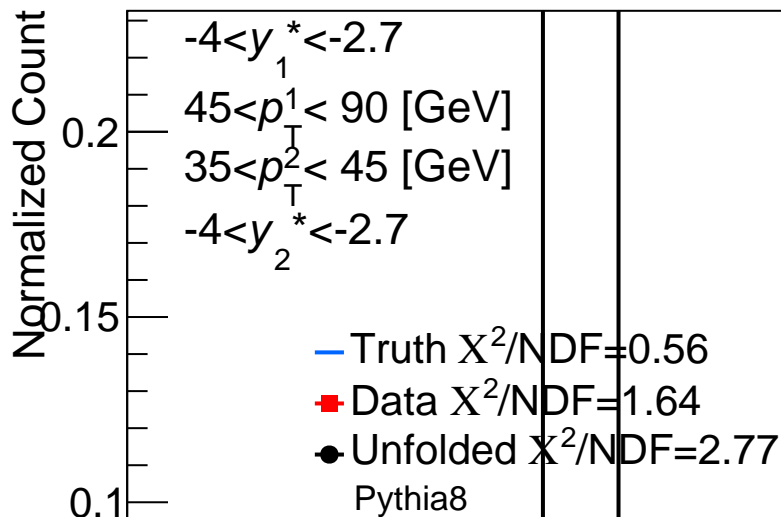 -4<y₁*<-2.7
45<p_T¹< 90 [GeV]
35<p_T²< 45 [GeV]
-4<y₂*<-2.7
Normalized Count
0.2
0.15
0.1
Truth Χ²/NDF=0.56
Data Χ²/NDF=1.64
Unfolded Χ²/NDF=2.77
Pythia8